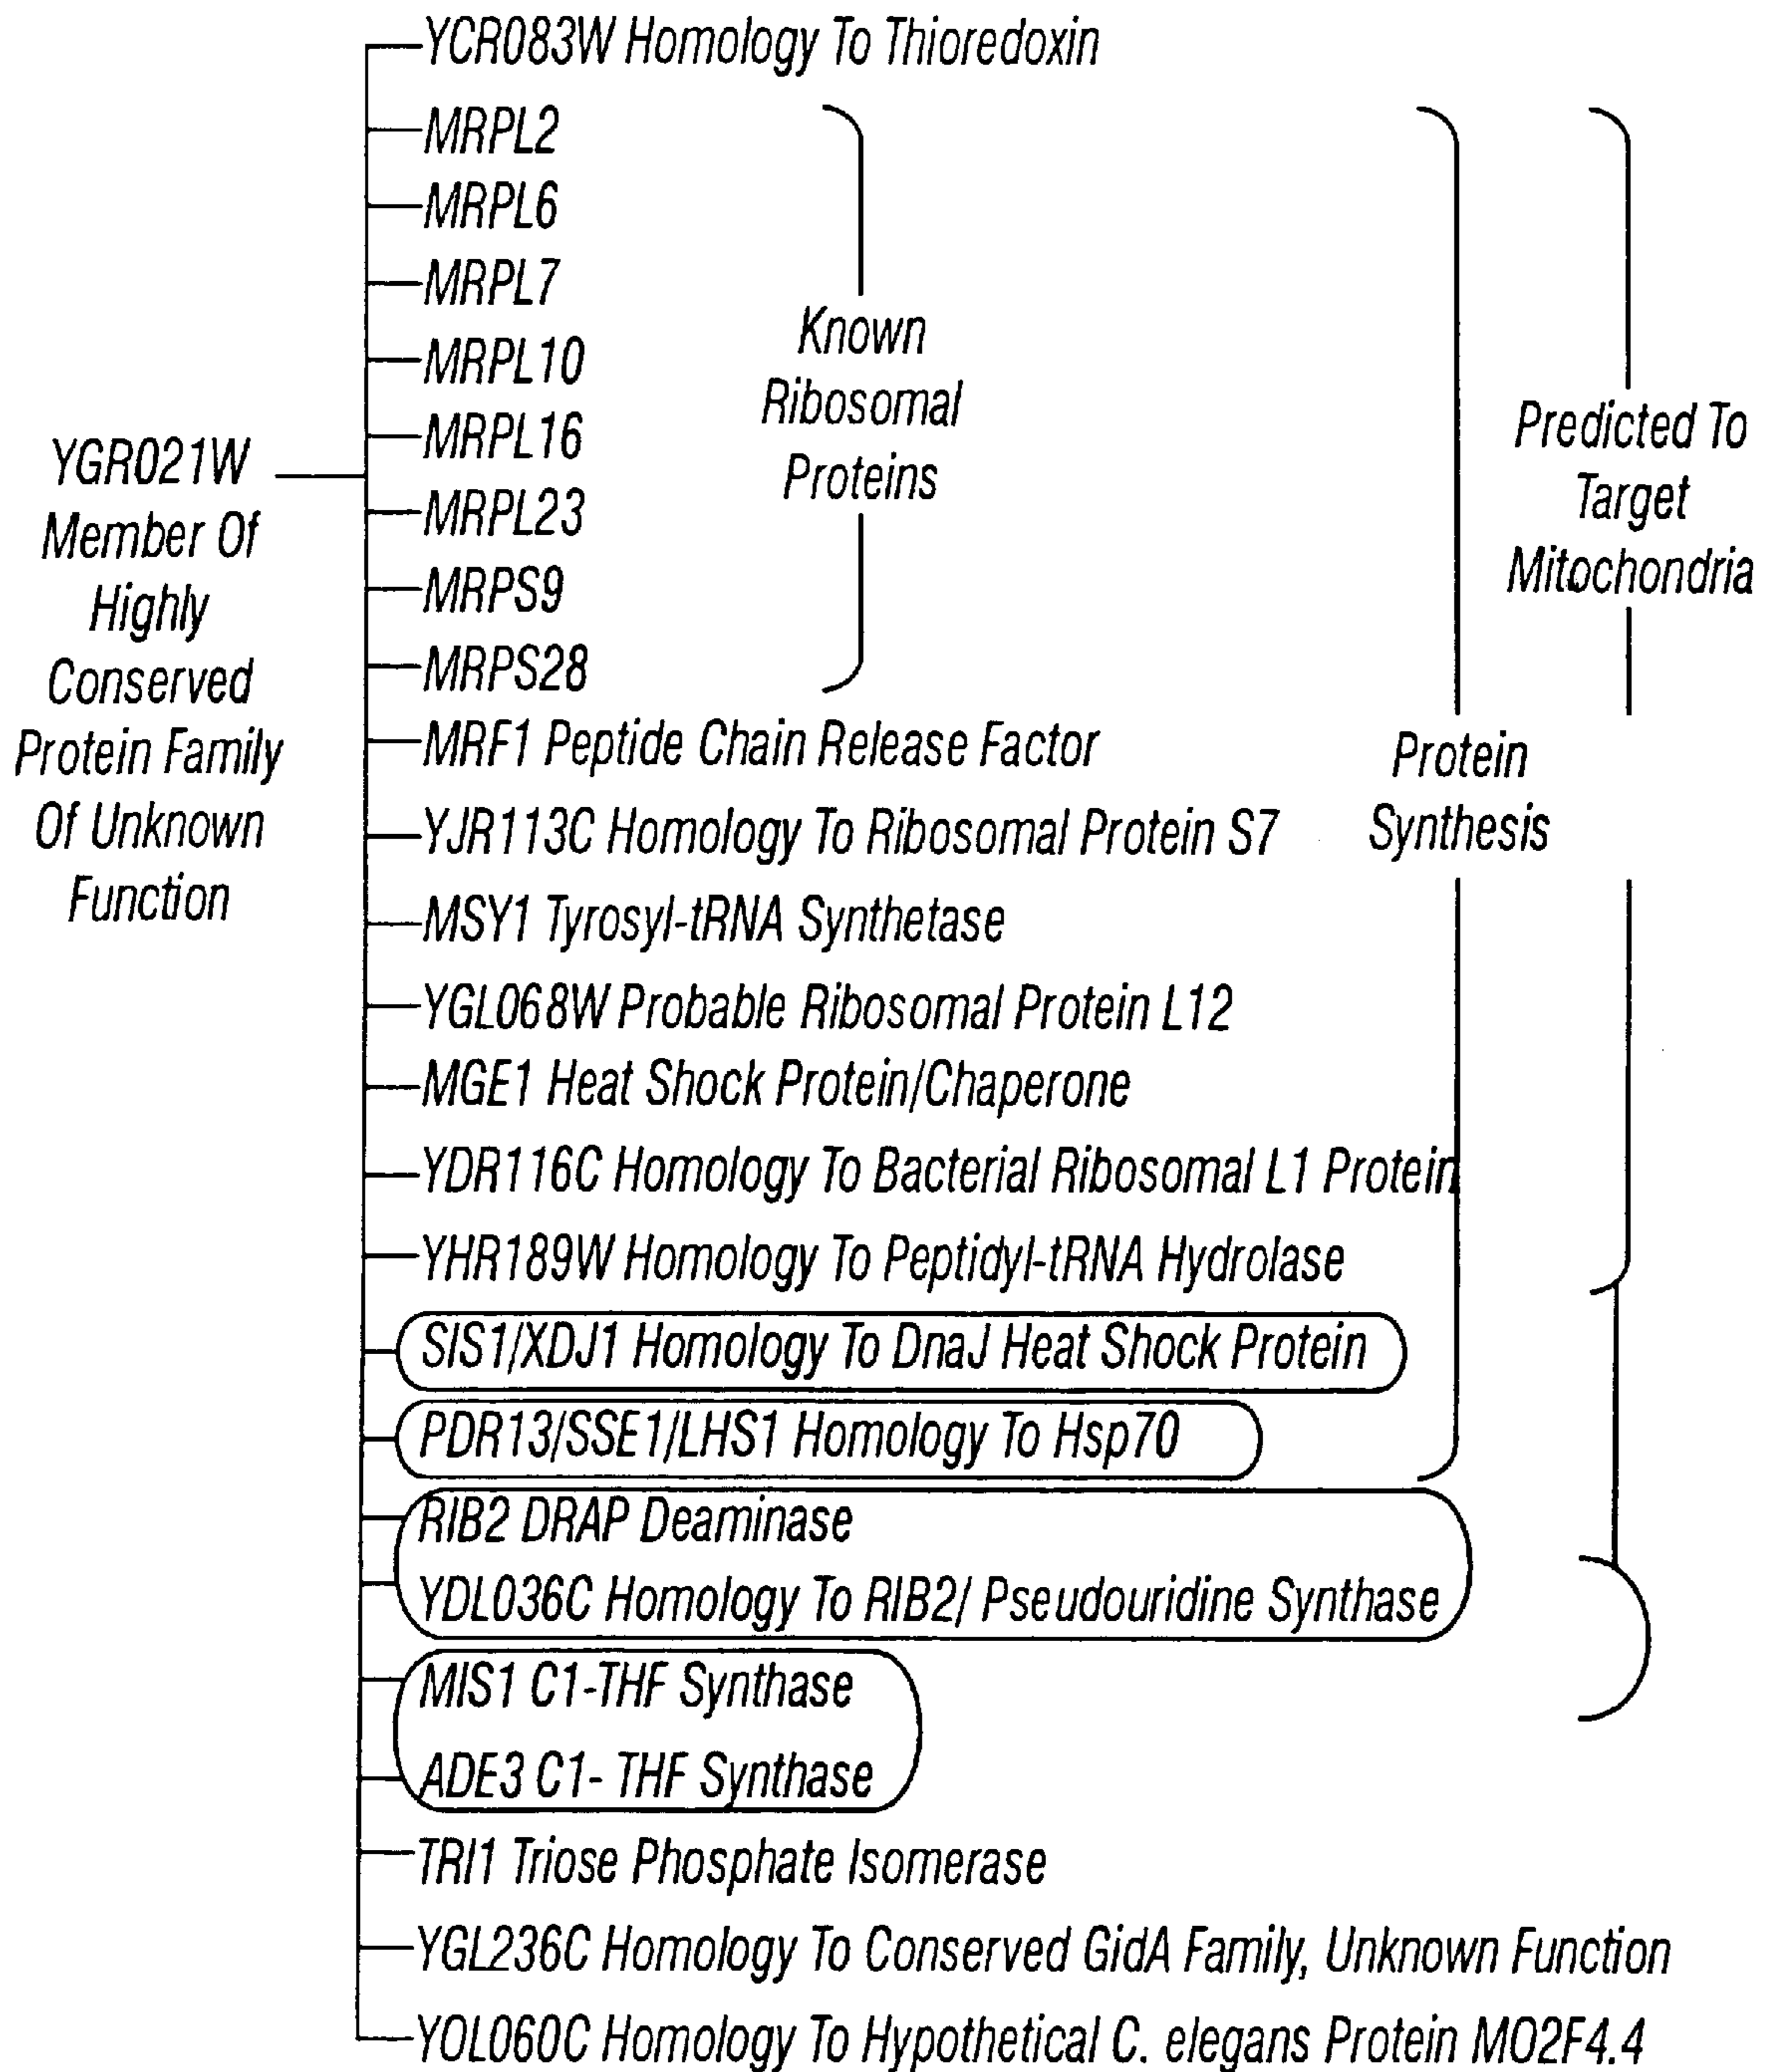 YCR083W Homology To Thioredoxin
MRPL2
MRPL6
MRPL7
MRPL10
MRPL16
MRPL23
MRPS9
MRPS28
Known
Ribosomal
Proteins
YGR021W
Member Of
Highly
Conserved
Protein Family
Of Unknown
Function
Predicted To
Target
Mitochondria
MRF1 Peptide Chain Release Factor
Protein
Synthesis
YJR113C Homology To Ribosomal Protein S7
MSY1 Tyrosyl-tRNA Synthetase
YGL068W Probable Ribosomal Protein L12
MGE1 Heat Shock Protein/Chaperone
YDR116C Homology To Bacterial Ribosomal L1 Protein
YHR189W Homology To Peptidyl-tRNA Hydrolase
SIS1/XDJ1 Homology To DnaJ Heat Shock Protein
PDR13/SSE1/LHS1 Homology To Hsp70
RIB2 DRAP Deaminase
YDL036C Homology To RIB2/ Pseudouridine Synthase
MIS1 C1-THF Synthase
ADE3 C1- THF Synthase
TRI1 Triose Phosphate Isomerase
YGL236C Homology To Conserved GidA Family, Unknown Function
YOL060C Homology To Hypothetical C. elegans Protein MO2F4.4